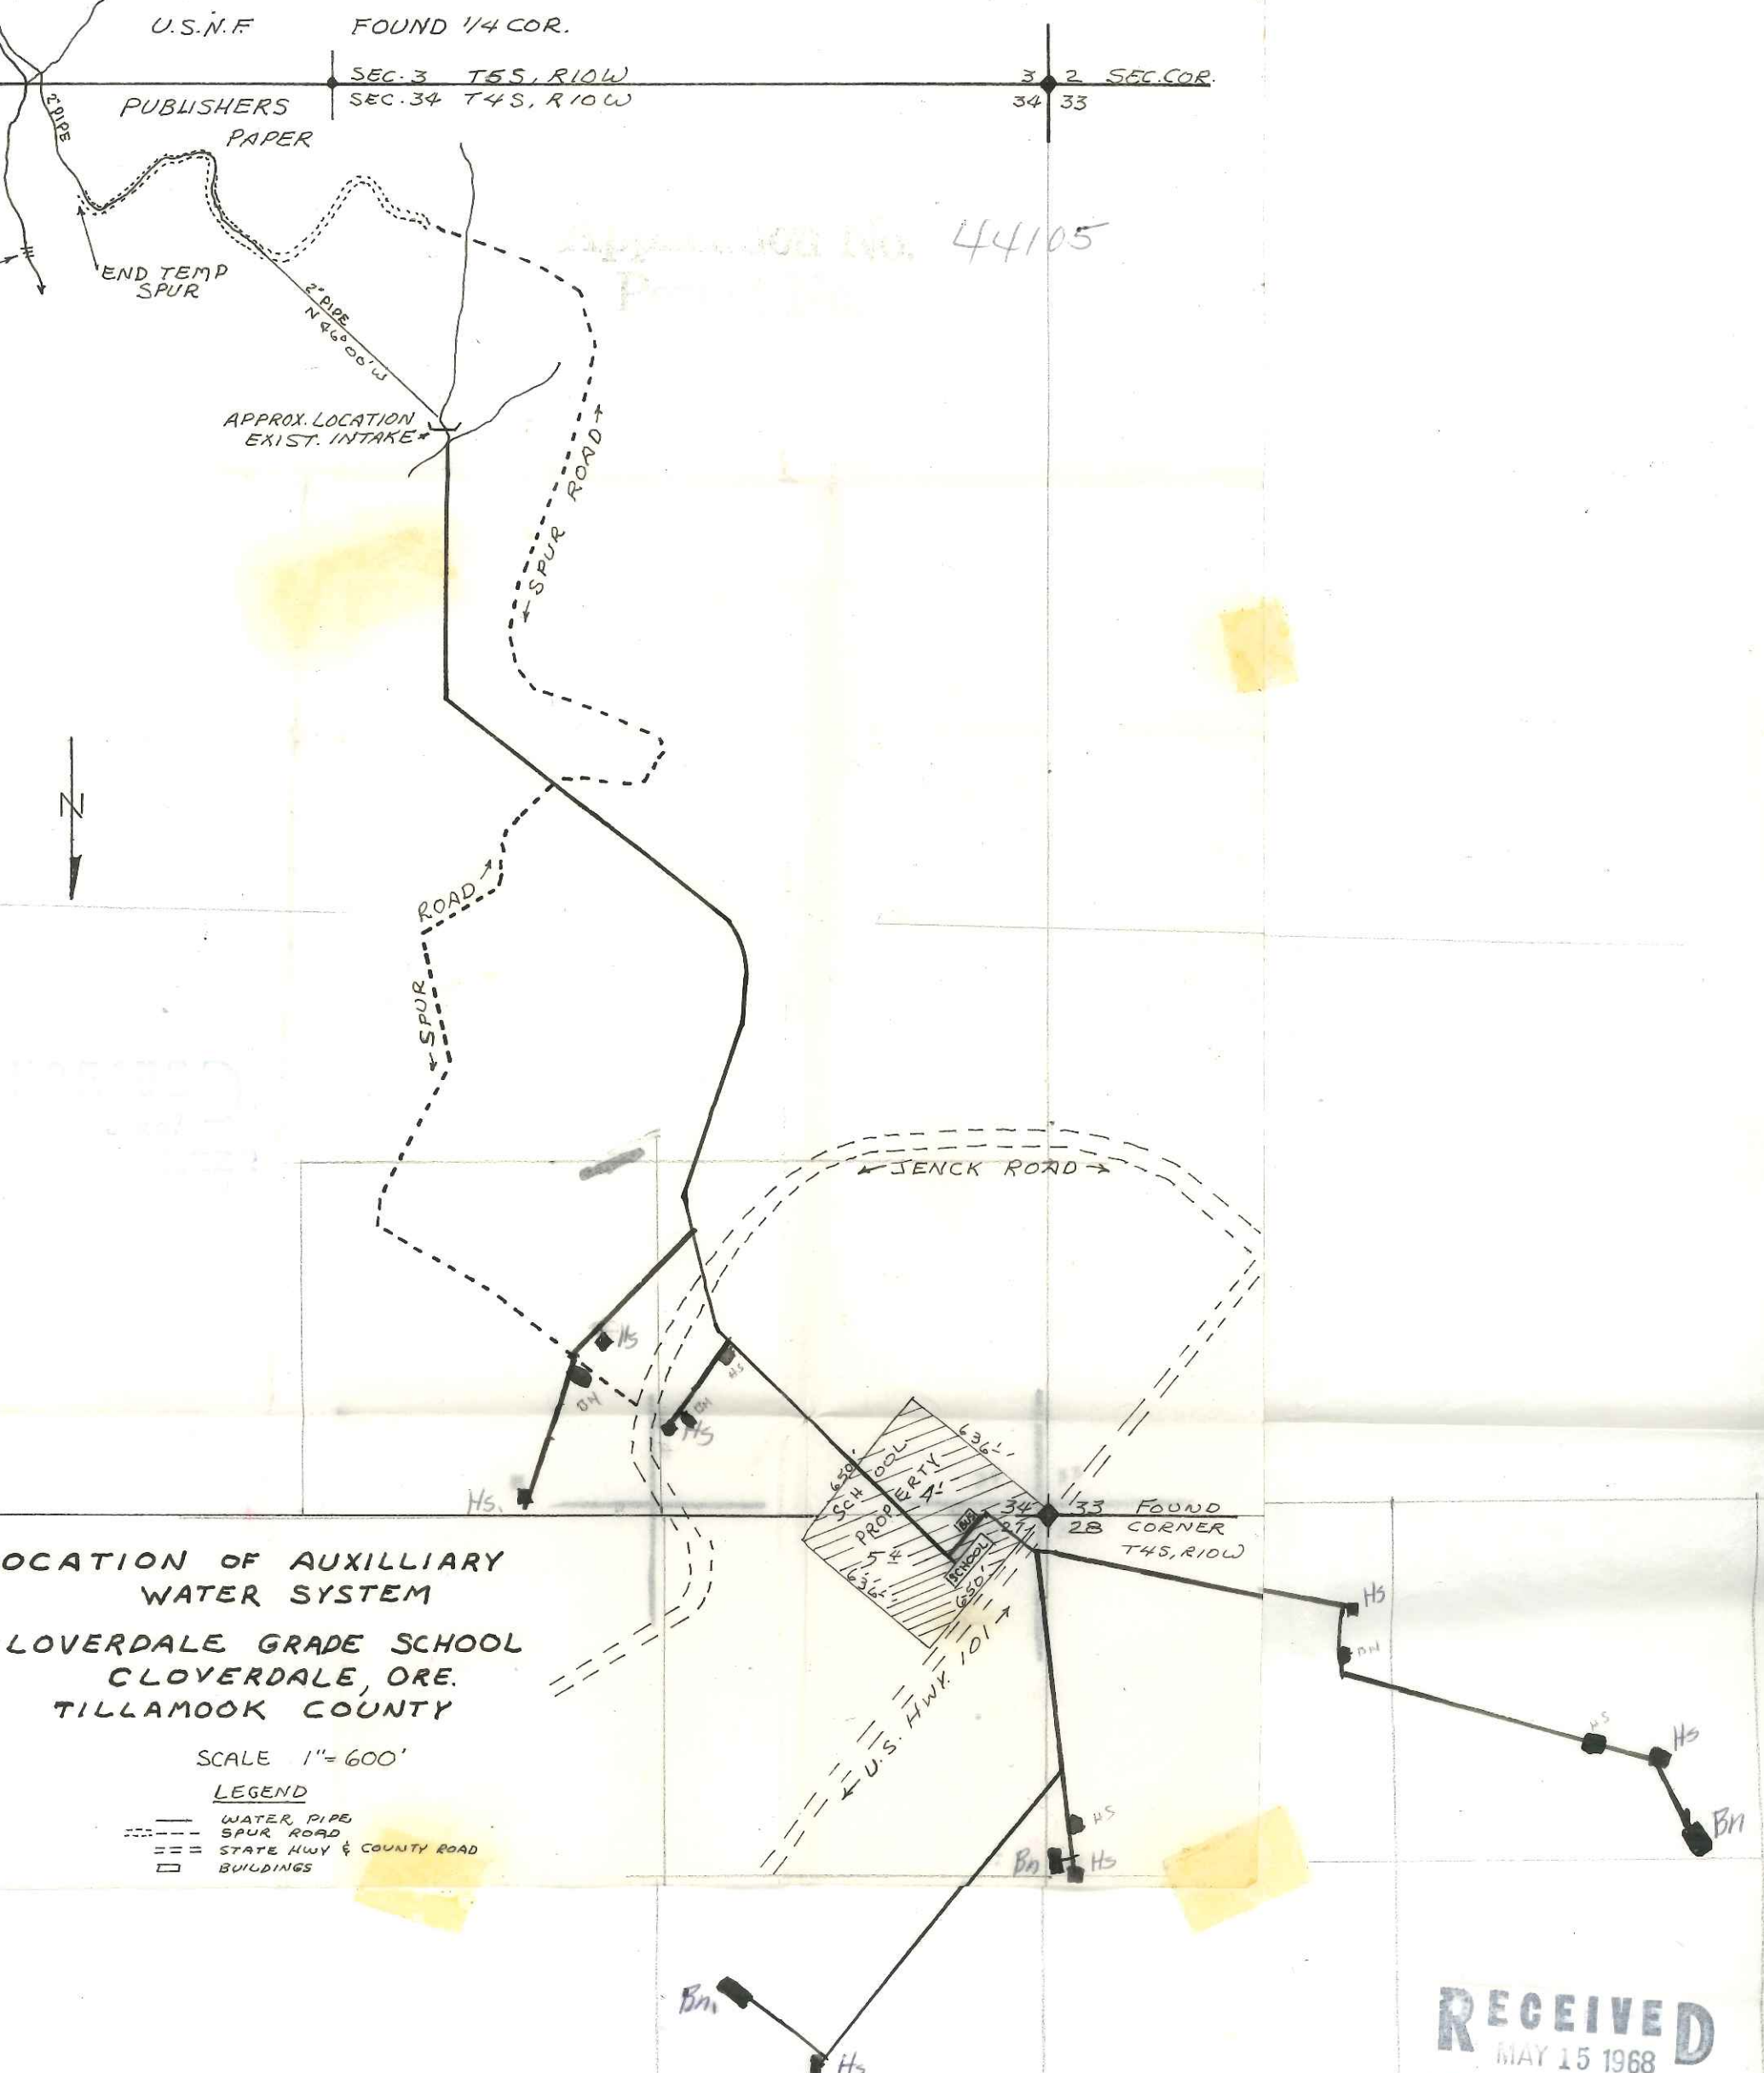 U.S.N.F.
FOUND 1/4 COR.
SEC. 3 T5S, R10W
SEC. 34 T4S, R10W
3 2 SEC. COR.
34 33
PUBLISHERS
PAPER
2" PIPE
44105
END TEMP
SPUR
2" PIPE
N 46° 00' W
APPROX. LOCATION
EXIST. INTAKE
SPUR ROAD
N
ROAD
SPUR
JENCK ROAD
Hs
BN
HS
BN
Hs
Hs.
636'
650'
SCHOOL
PROPERTY
4
5
BUS
SCHOOL
636'
650'
34 33 FOUND
27 28 CORNER
T4S, R10W
U.S. HWY. 101
Hs
BN
HS
Hs
Bn
HS
Bn
Hs
Bn.
Hs
OCATION OF AUXILLIARY
WATER SYSTEM
LOVERDALE GRADE SCHOOL
CLOVERDALE, ORE.
TILLAMOOK COUNTY
SCALE 1"=600'
LEGEND
WATER PIPE
SPUR ROAD
STATE HWY & COUNTY ROAD
BUILDINGS
RECEIVED
MAY 15 1968